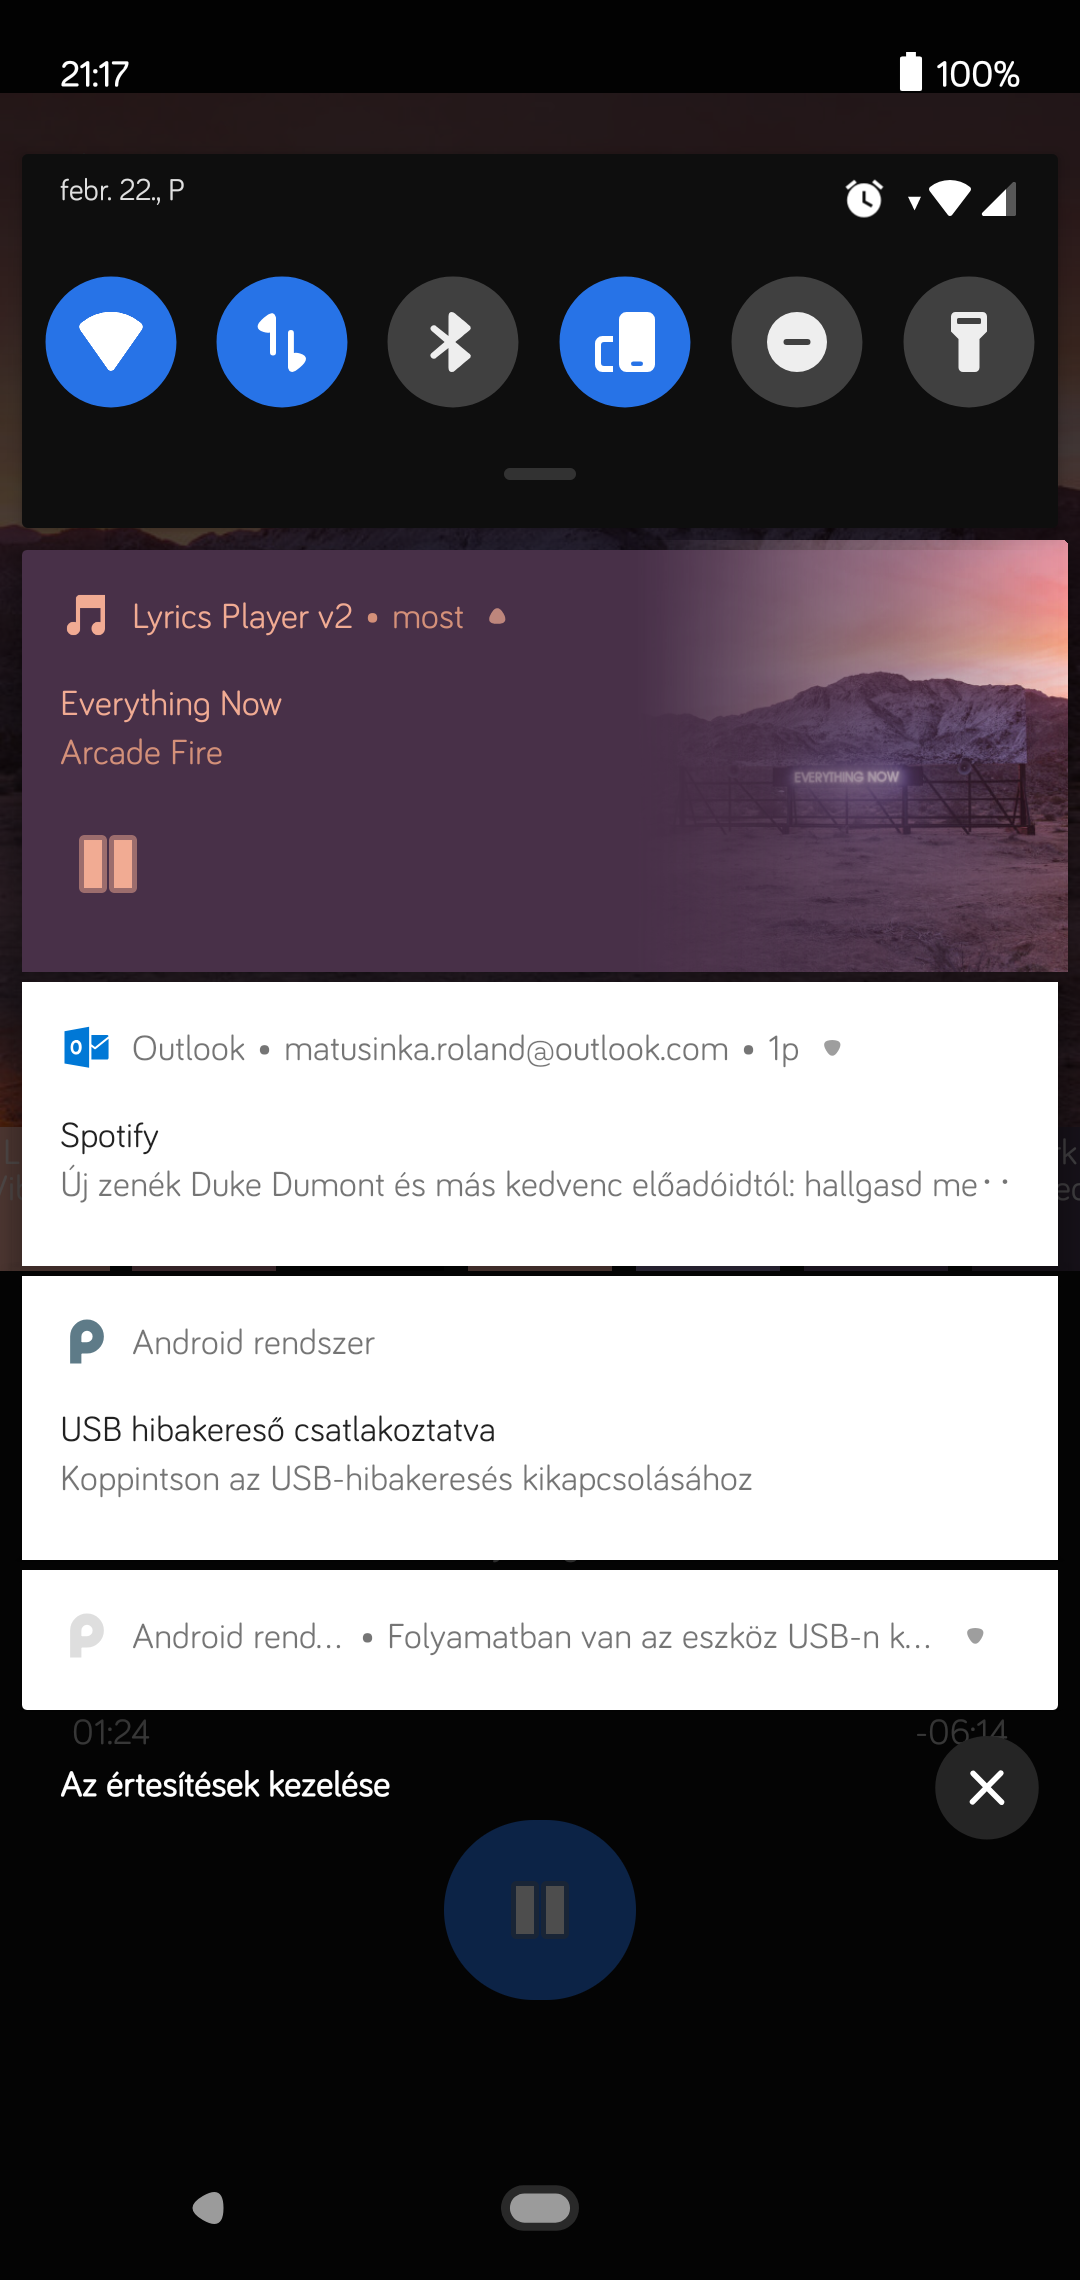 21:17
100%
febr. 22., P
Lyrics Player v2 • most
Everything Now
Arcade Fire
EVERYTHING NOW
Outlook • matusinka.roland@outlook.com • 1p
Spotify
Új zenék Duke Dumont és más kedvenc előadóidtól: hallgasd me··
Android rendszer
USB hibakereső csatlakoztatva
Koppintson az USB-hibakeresés kikapcsolásához
Android rend... • Folyamatban van az eszköz USB-n k...
01:24
-06:14
Az értesítések kezelése